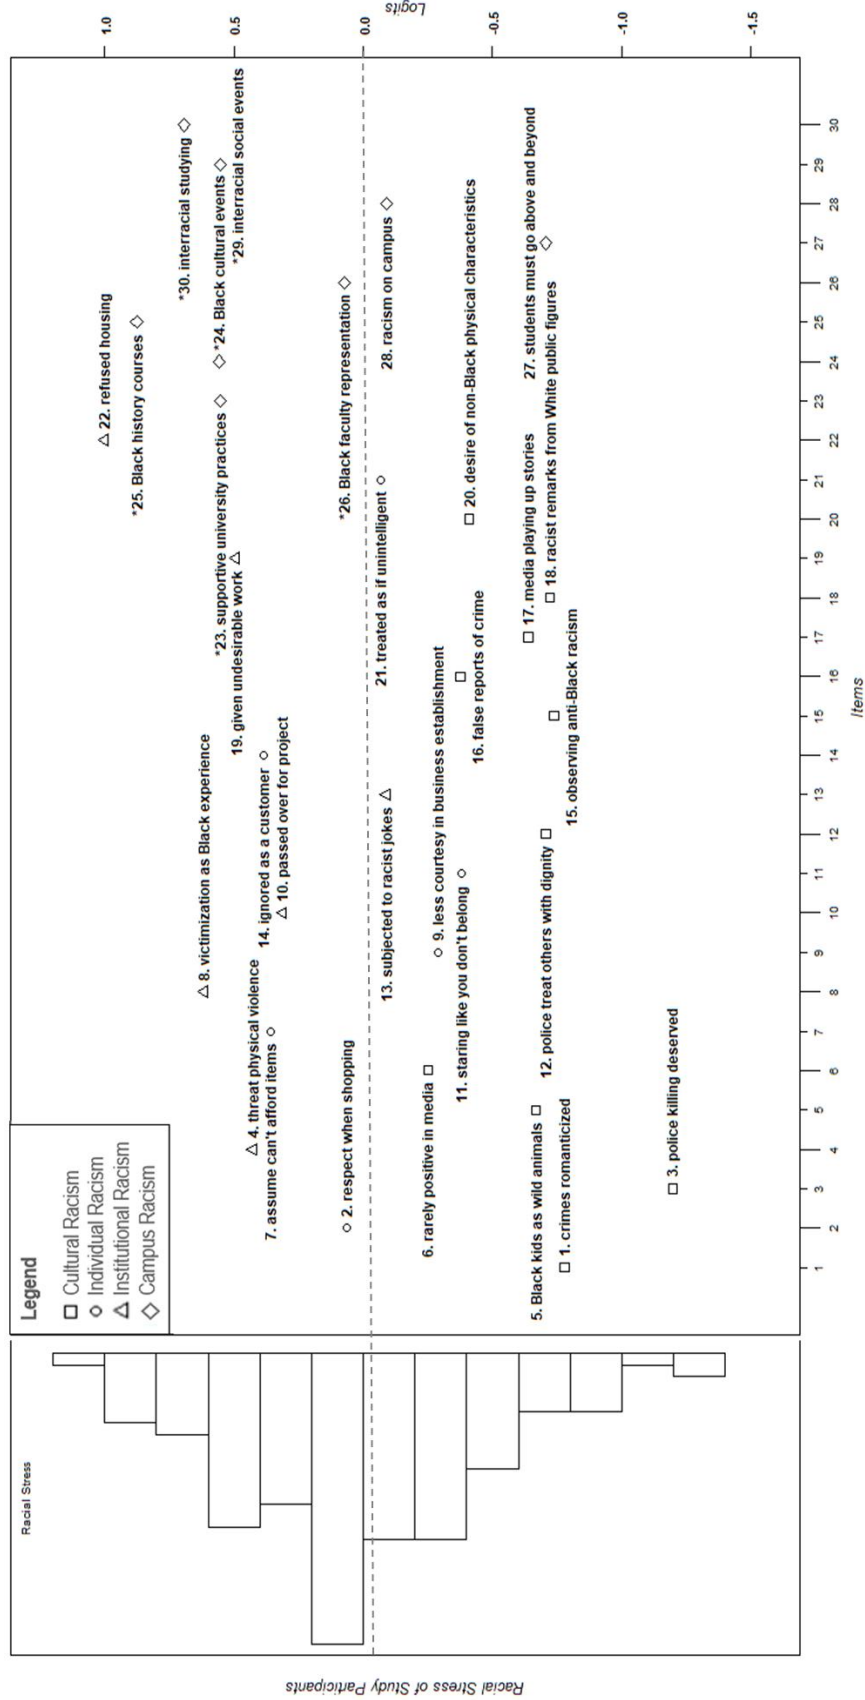 Racial Stress
Racial Stress of Study Participants
Legend
Cultural Racism
Individual Racism
Institutional Racism
Campus Racism
22. refused housing
*25. Black history courses
*30. interracial studying
8. victimization as Black experience
*23. supportive university practices
*24. Black cultural events
*29. interracial social events
19. given undesirable work
4. threat physical violence
14. ignored as a customer
7. assume can't afford items
10. passed over for project
2. respect when shopping
*26. Black faculty representation
21. treated as if unintelligent
13. subjected to racist jokes
28. racism on campus
6. rarely positive in media
9. less courtesy in business establishment
11. staring like you don't belong
16. false reports of crime
20. desire of non-Black physical characteristics
17. media playing up stories
27. students must go above and beyond
5. Black kids as wild animals
12. police treat others with dignity
18. racist remarks from White public figures
1. crimes romanticized
15. observing anti-Black racism
3. police killing deserved
1.0
0.5
0.0
-0.5
-1.0
-1.5
Logits
1 2 3 4 5 6 7 8 9 10 11 12 13 14 15 16 17 18 19 20 21 22 23 24 25 26 27 28 29 30
Items